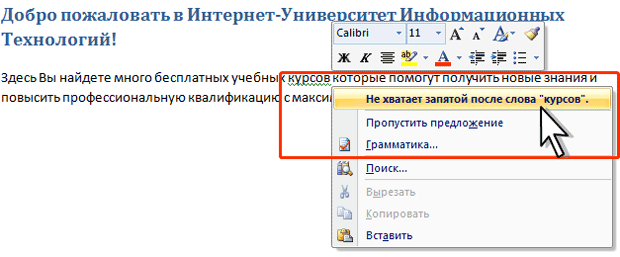 Добро пожаловать в Интернет-Университет Информационных
Технологий!
Calibri 11
Ж К
Здесь Вы найдете много бесплатных учебных курсов которые помогут получить новые знания и
повысить профессиональную квалификацию с
Не хватает запятой после слова "курсов".
Пропустить предложение
Грамматика...
Поиск...
Вырезать
Копировать
Вставить